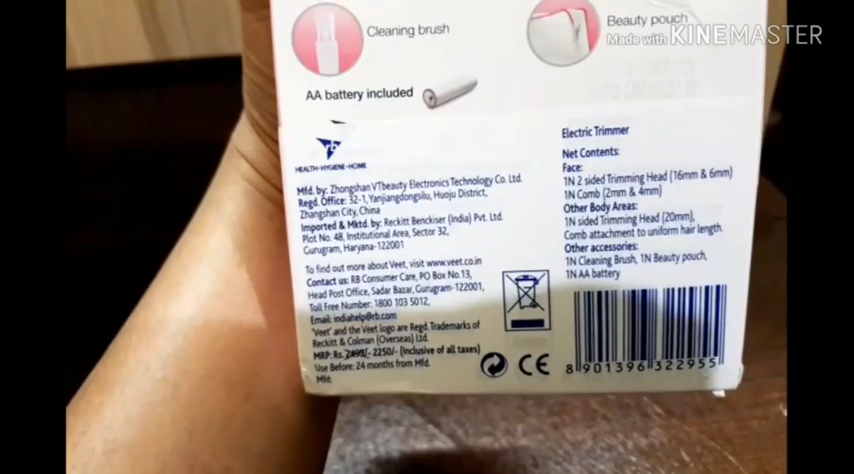 Cleaning brush
Beauty pouch
Made with KINEMASTER
AA battery included
HEALTH•HYGIENE•HOME
Mfd. by: Zhongshan VTbeauty Electronics Technology Co. Ltd.
Regd. Office: 32-1, Yanjiangdongsilu, Huoju District,
Zhangshan City, China
Imported & Mktd by: Reckitt Benckiser (India) Pvt. Ltd.
Plot No. 48, Institutional Area, Sector 32,
Gurugram, Haryana-122001
To find out more about Veet, visit www.veet.co.in
Contact us: RB Consumer Care, PO Box No.13,
Head Post Office, Sadar Bazar, Gurugram-122001,
Toll Free Number: 1800 103 5012,
Email: indiahelp@rb.com
'Veet' and the Veet logo are Regd. Trademarks of
Reckitt & Colman (Overseas) Ltd.
MRP: Rs. 2499/- 2250/- (Inclusive of all taxes)
Use Before: 24 months from Mfd.
Mfd.
Electric Trimmer
Net Contents:
Face:
1N 2 sided Trimming Head (16mm & 6mm)
1N Comb (2mm & 4mm)
Other Body Areas:
1N sided Trimming Head (20mm),
Comb attachment to uniform hair length.
Other accessories:
1N Cleaning Brush, 1N Beauty pouch,
1N AA battery
CE
8 901396 322955